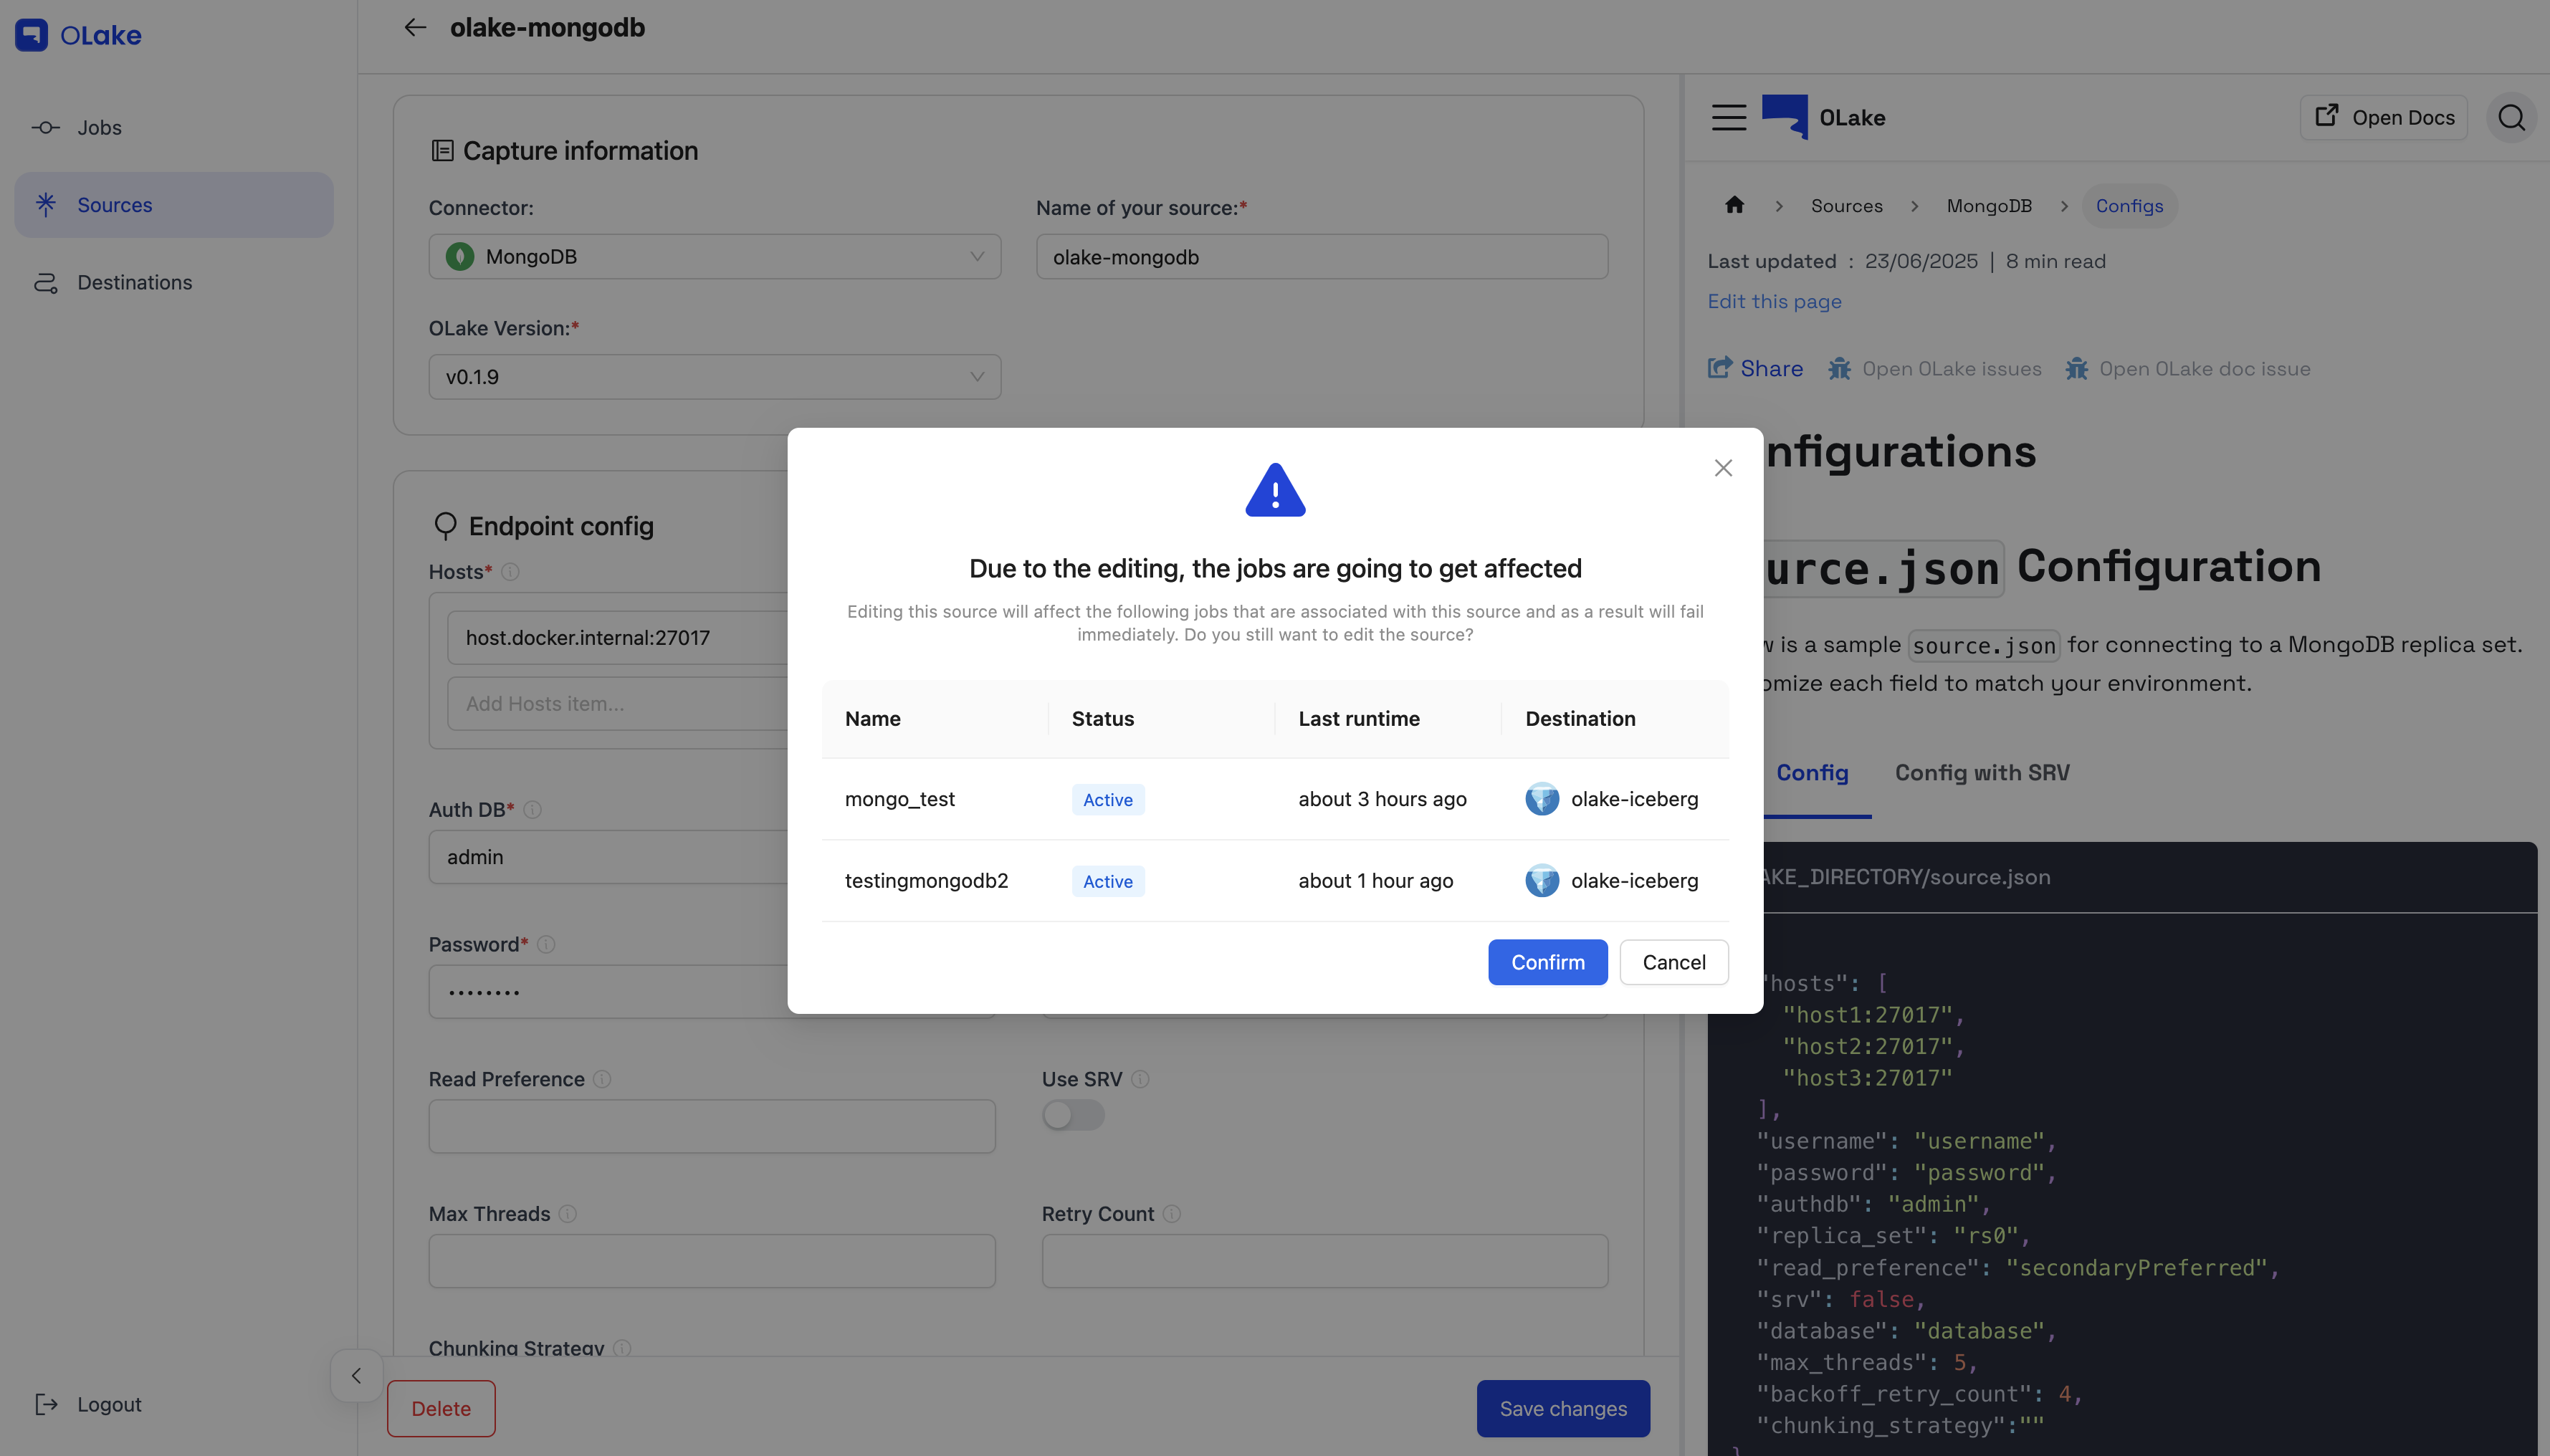 OLake
Jobs
Sources
Destinations
Logout
olake-mongodb
Capture information
Connector:
MongoDB
Name of your source:*
olake-mongodb
OLake Version:*
v0.1.9
Endpoint config
Hosts*
host.docker.internal:27017
Add Hosts item...
Auth DB*
admin
Password*
••••••••
Read Preference
Use SRV
Max Threads
Retry Count
Chunking Strategy
Delete
Save changes
Due to the editing, the jobs are going to get affected
Editing this source will affect the following jobs that are associated with this source and as a result will fail
immediately. Do you still want to edit the source?
Name Status Last runtime Destination
mongo_test Active about 3 hours ago olake-iceberg
testingmongodb2 Active about 1 hour ago olake-iceberg
Confirm
Cancel
OLake
Open Docs
Sources
MongoDB
Configs
Last updated : 23/06/2025 | 8 min read
Edit this page
Share
Open OLake issues
Open OLake doc issue
nfigurations
urce.json Configuration
w is a sample source.json for connecting to a MongoDB replica set.
omize each field to match your environment.
Config
Config with SRV
AKE_DIRECTORY/source.json
"hosts": [
"host1:27017",
"host2:27017",
"host3:27017"
],
"username": "username",
"password": "password",
"authdb": "admin",
"replica_set": "rs0",
"read_preference": "secondaryPreferred",
"srv": false,
"database": "database",
"max_threads": 5,
"backoff_retry_count": 4,
"chunking_strategy":""
}